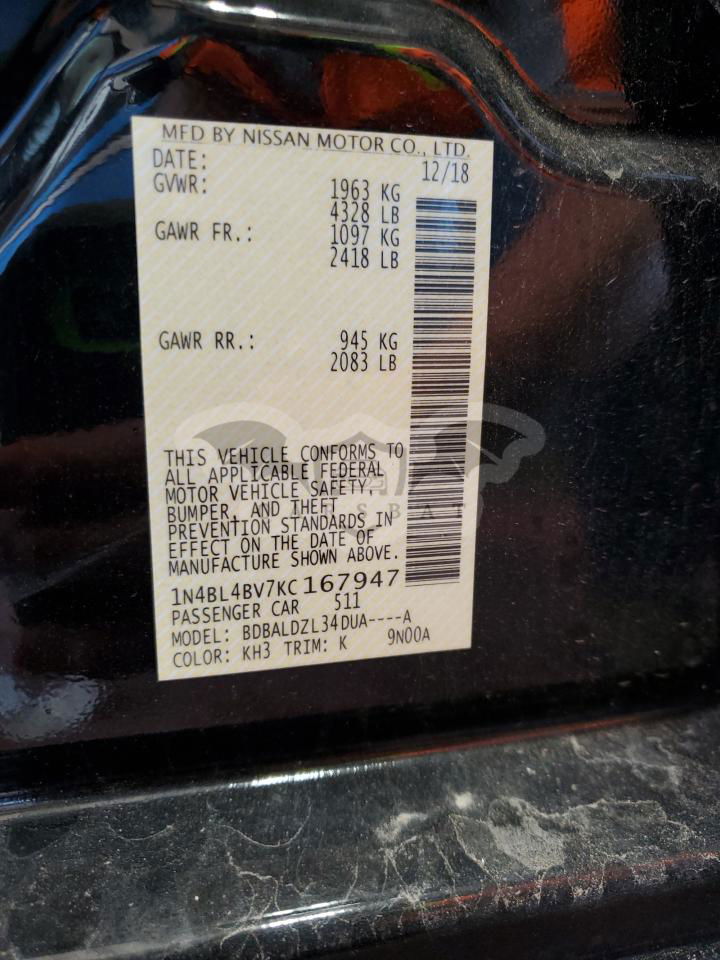 MFD BY NISSAN MOTOR CO., LTD.
DATE: 12/18
GVWR: 1963 KG
4328 LB
GAWR FR.: 1097 KG
2418 LB
GAWR RR.: 945 KG
2083 LB
THIS VEHICLE CONFORMS TO
ALL APPLICABLE FEDERAL
MOTOR VEHICLE SAFETY,
BUMPER, AND THEFT
PREVENTION STANDARDS IN
EFFECT ON THE DATE OF
MANUFACTURE SHOWN ABOVE.
1N4BL4BV7KC167947
PASSENGER CAR 511
MODEL: BDBALDZL34DUA----A
COLOR: KH3 TRIM: K 9N00A